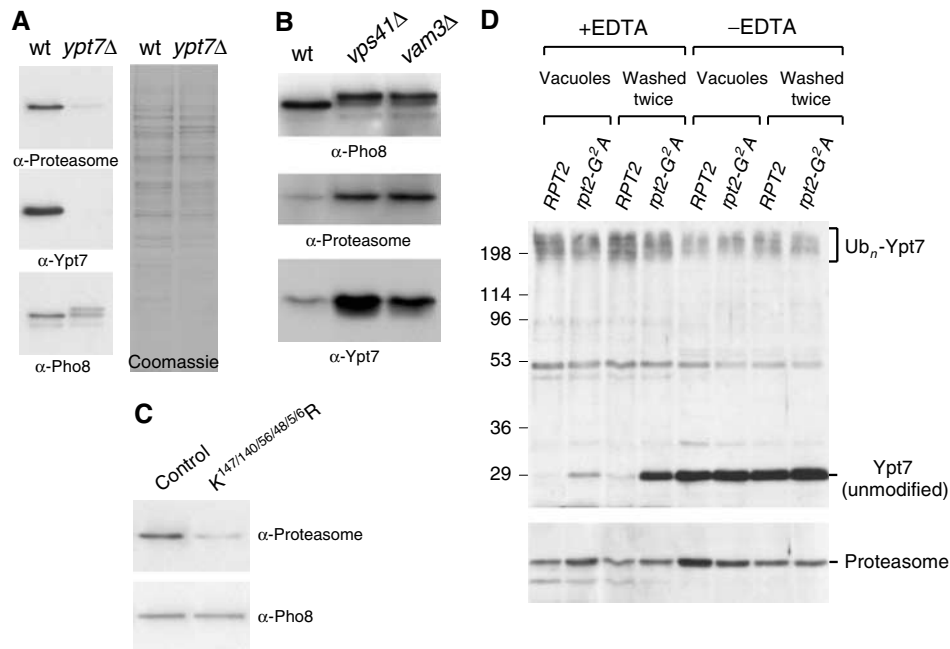 A
wt ypt7Δ
wt ypt7Δ
α-Proteasome
α-Ypt7
α-Pho8
Coomassie
B
wt
vps41Δ
vam3Δ
α-Pho8
α-Proteasome
α-Ypt7
C
Control
K147/140/56/48/5/6R
α-Proteasome
α-Pho8
D
+EDTA
−EDTA
Vacuoles
Washed
twice
Vacuoles
Washed
twice
RPT2
rpt2-G2A
RPT2
rpt2-G2A
RPT2
rpt2-G2A
RPT2
rpt2-G2A
198
114
96
53
36
29
Ubn-Ypt7
Ypt7
(unmodified)
Proteasome